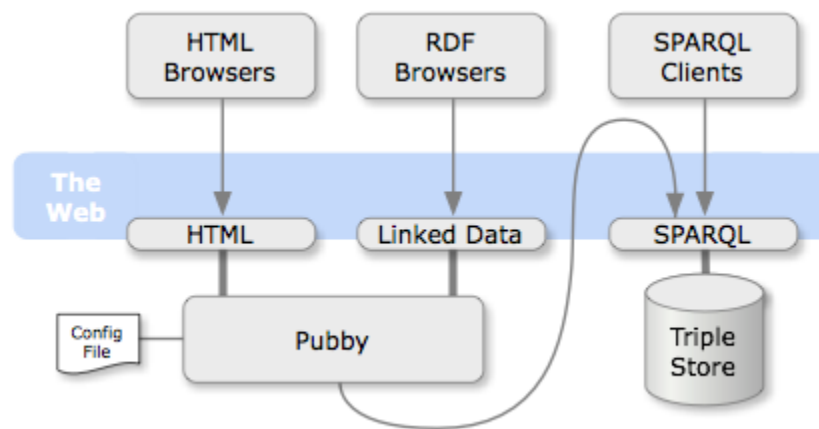 HTML
Browsers
RDF
Browsers
SPARQL
Clients
The
Web
HTML
Linked Data
SPARQL
Config
File
Pubby
Triple
Store